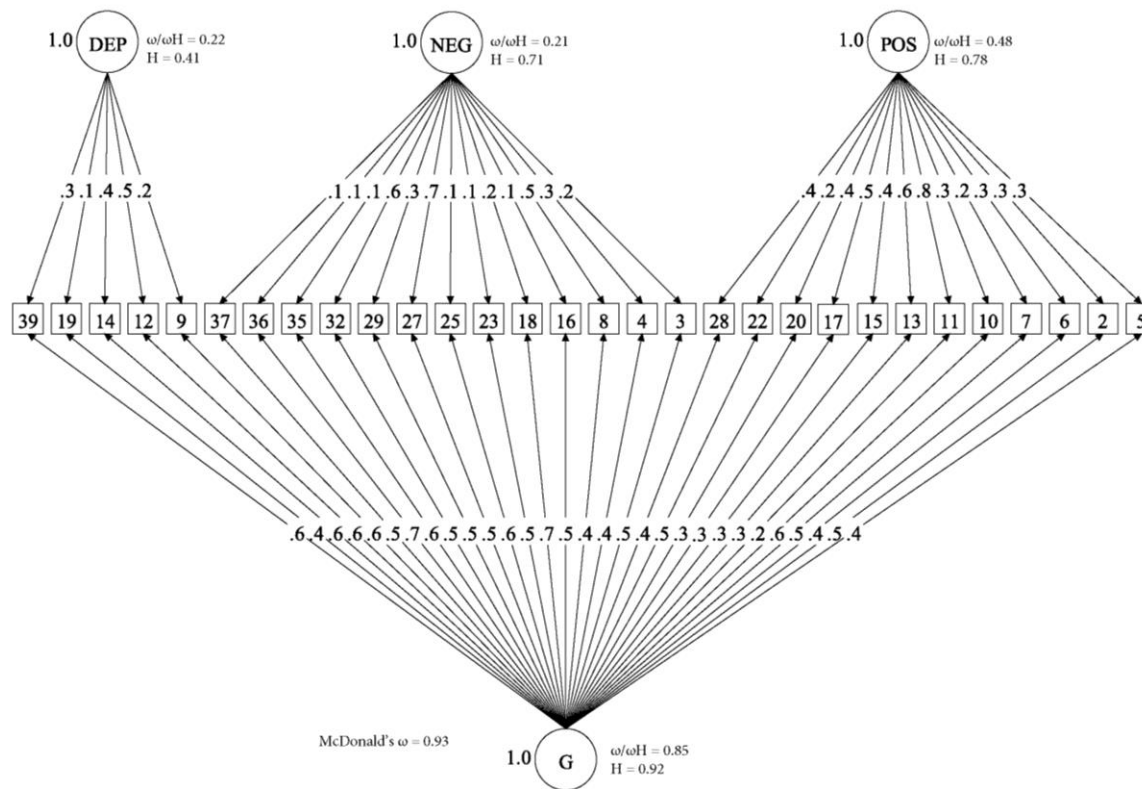 1.0 DEP ω/ωH = 0.22
H = 0.41
1.0 NEG ω/ωH = 0.21
H = 0.71
1.0 POS ω/ωH = 0.48
H = 0.78
.3 .1 .4 .5 .2
.1 .1 .1 .6 .3 .7 .1 .1 .2 .1 .5 .3 .2
.4 .2 .4 .5 .4 .6 .8 .3 .2 .3 .3 .3
39 19 14 12 9 37 36 35 32 29 27 25 23 18 16 8 4 3 28 22 20 17 15 13 11 10 7 6 2 5
.6 .4 .6 .6 .6 .5 .7 .6 .5 .5 .5 .6 .5 .7 .5 .4 .4 .5 .4 .5 .3 .3 .3 .3 .2 .6 .5 .4 .5 .4
McDonald's ω = 0.93
1.0 G ω/ωH = 0.85
H = 0.92